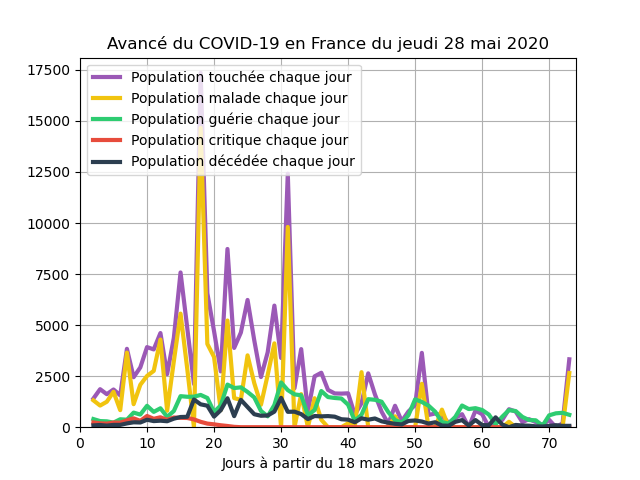 Avancé du COVID-19 en France du jeudi 28 mai 2020
17500
15000
12500
10000
7500
5000
2500
0
Population touchée chaque jour
Population malade chaque jour
Population guérie chaque jour
Population critique chaque jour
Population décédée chaque jour
0 10 20 30 40 50 60 70
Jours à partir du 18 mars 2020